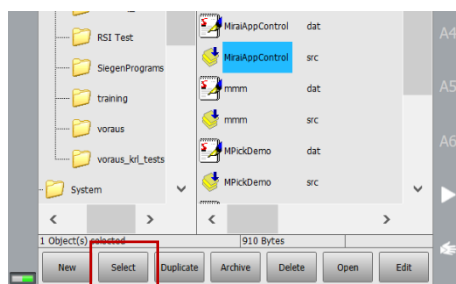 RSI Test
SiegenPrograms
training
voraus
voraus_krl_tests
System
MiraiAppControl dat
MiraiAppControl src
mmm dat
mmm src
MPickDemo dat
MPickDemo src
A4
A5
A6
1 Object(s) selected 910 Bytes
New Select Duplicate Archive Delete Open Edit